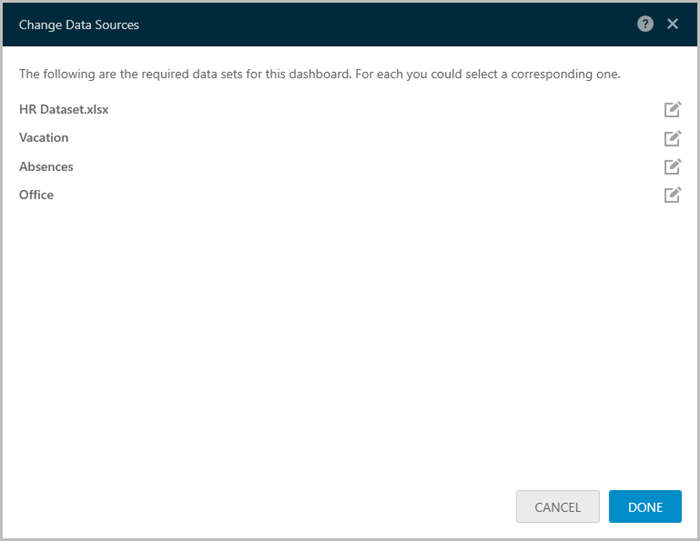 Change Data Sources
The following are the required data sets for this dashboard. For each you could select a corresponding one.
HR Dataset.xlsx
Vacation
Absences
Office
CANCEL
DONE